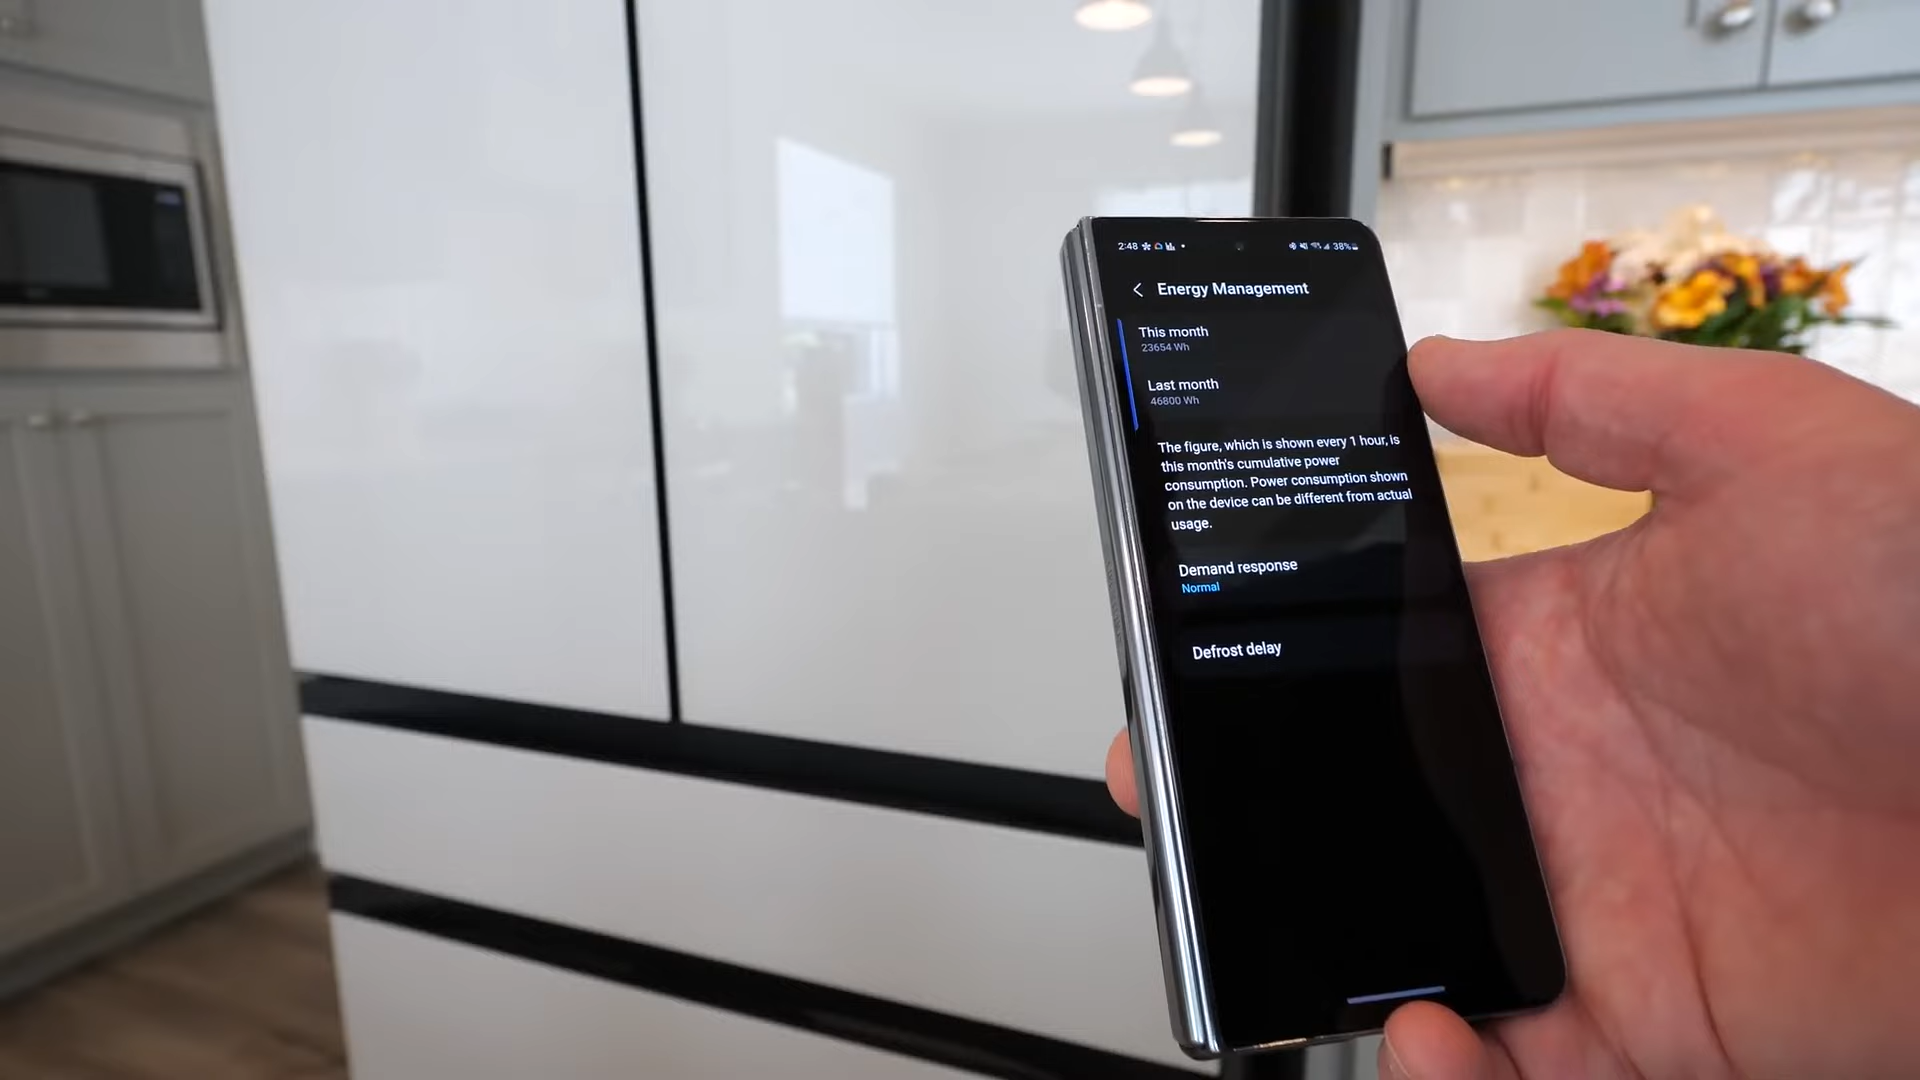 2:48
38%
Energy Management
This month
23654 Wh
Last month
46800 Wh
The figure, which is shown every 1 hour, is
this month's cumulative power
consumption. Power consumption shown
on the device can be different from actual
usage.
Demand response
Normal
Defrost delay